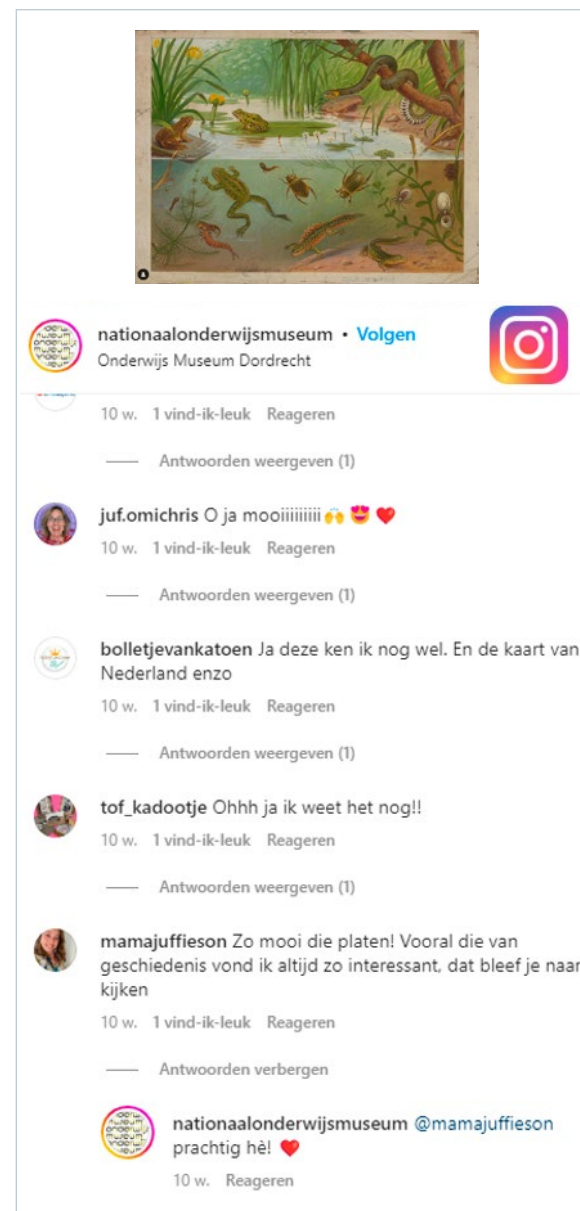 nationaalonderwijsmuseum • Volgen
Onderwijs Museum Dordrecht
10 w. 1 vind-ik-leuk Reageren
Antwoorden weergeven (1)
juf.omichris O ja mooiiiiiiiii 🙌 😍 ❤️
10 w. 1 vind-ik-leuk Reageren
Antwoorden weergeven (1)
bolletjevankatoen Ja deze ken ik nog wel. En de kaart van
Nederland enzo
10 w. 1 vind-ik-leuk Reageren
Antwoorden weergeven (1)
tof_kadootje Ohhh ja ik weet het nog!!
10 w. 1 vind-ik-leuk Reageren
Antwoorden weergeven (1)
mamajuffieson Zo mooi die platen! Vooral die van
geschiedenis vond ik altijd zo interessant, dat bleef je naar
kijken
10 w. 1 vind-ik-leuk Reageren
Antwoorden verbergen
nationaalonderwijsmuseum @mamajuffieson
prachtig hè! ❤️
10 w. Reageren